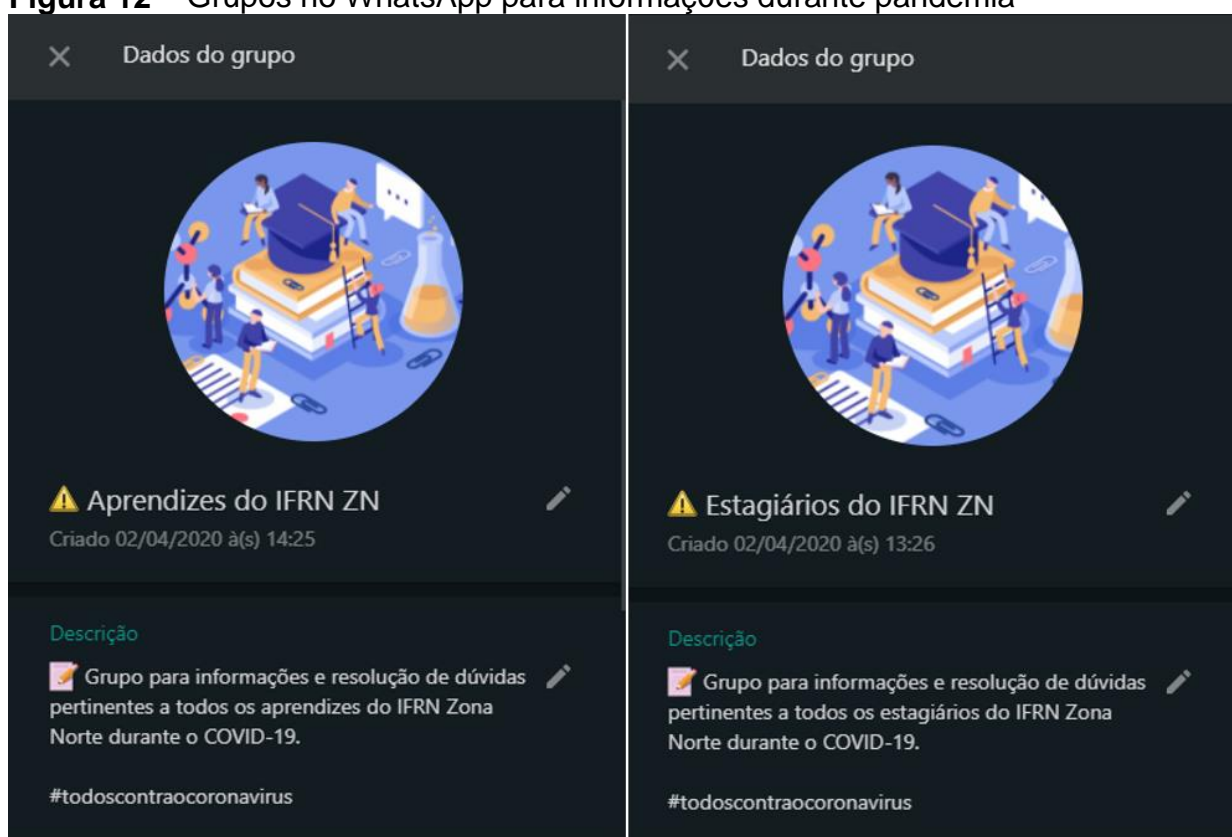 Figura 12 – Grupos no WhatsApp para informações durante pandemia
Dados do grupo
⚠️ Aprendizes do IFRN ZN
Criado 02/04/2020 à(s) 14:25
Descrição
📝 Grupo para informações e resolução de dúvidas
pertinentes a todos os aprendizes do IFRN Zona
Norte durante o COVID-19.
#todoscontraocoronavirus
Dados do grupo
⚠️ Estagiários do IFRN ZN
Criado 02/04/2020 à(s) 13:26
Descrição
📝 Grupo para informações e resolução de dúvidas
pertinentes a todos os estagiários do IFRN Zona
Norte durante o COVID-19.
#todoscontraocoronavirus